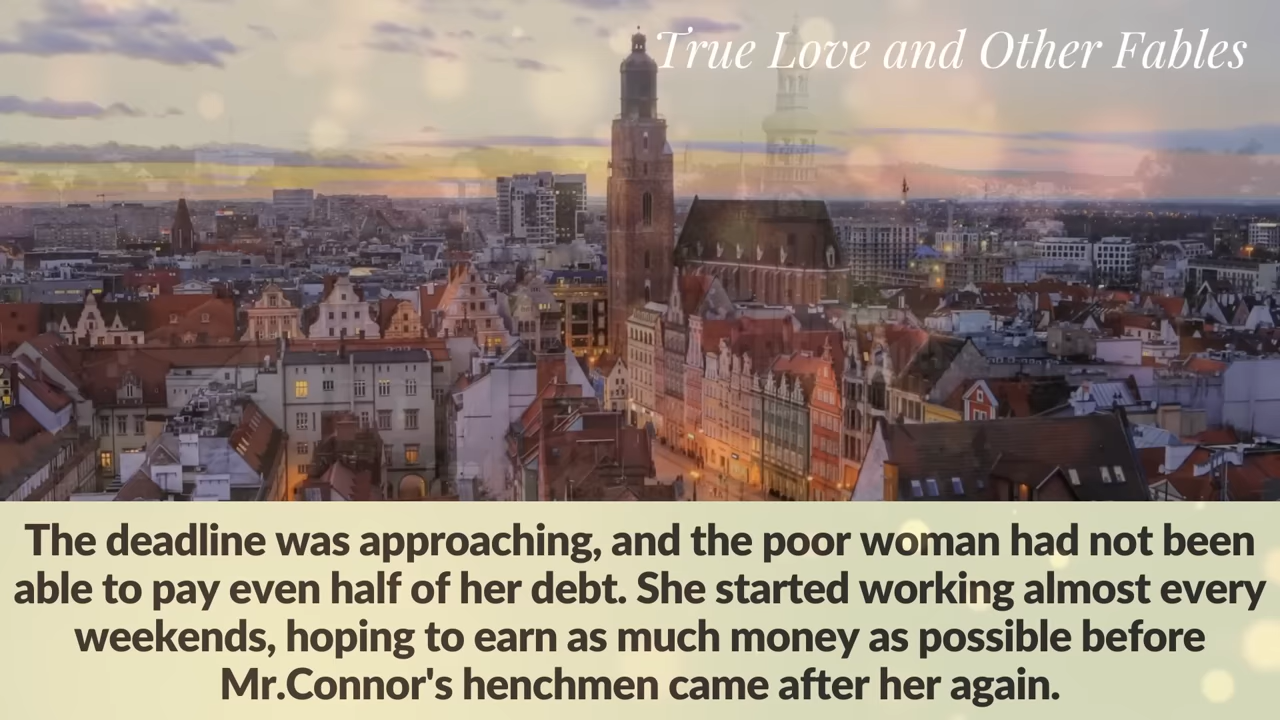 True Love and Other Fables
The deadline was approaching, and the poor woman had not been
able to pay even half of her debt. She started working almost every
weekends, hoping to earn as much money as possible before
Mr.Connor's henchmen came after her again.